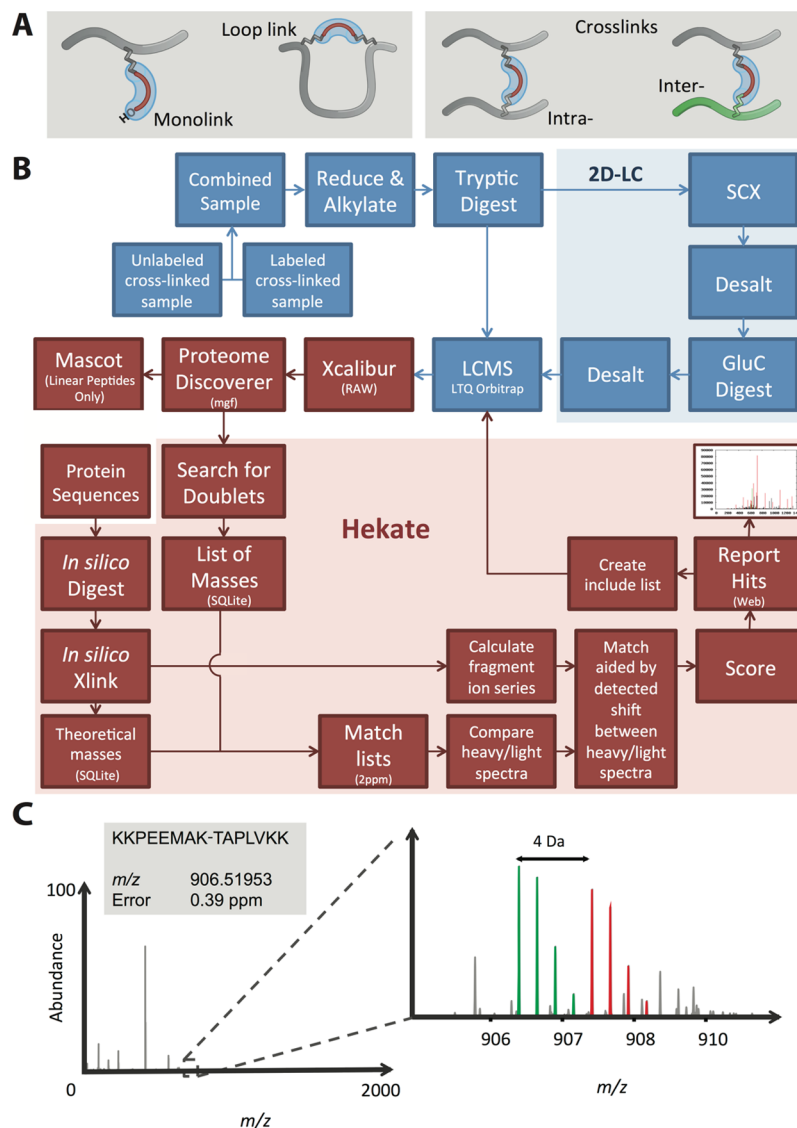 A
Monolink
HO
Loop link
Crosslinks
Intra-
Inter-
B
Combined
Sample
Reduce &
Alkylate
Tryptic
Digest
2D-LC
SCX
Unlabeled
cross-linked
sample
Labeled
cross-linked
sample
Desalt
Mascot
(Linear Peptides
Only)
Proteome
Discoverer
(mgf)
Xcalibur
(RAW)
LCMS
LTQ Orbitrap
Desalt
GluC
Digest
Protein
Sequences
Search for
Doublets
Hekate
In silico
Digest
List of
Masses
(SQLite)
Create
include list
Report
Hits
(Web)
In silico
Xlink
Calculate
fragment
ion series
Match
aided by
detected
shift
between
heavy/light
spectra
Score
Theoretical
masses
(SQLite)
Match
lists
(2ppm)
Compare
heavy/light
spectra
C
KKPEEMAK-TAPLVKK
m/z 906.51953
Error 0.39 ppm
100
Abundance
0
2000
m/z
4 Da
906 907 908 910
m/z